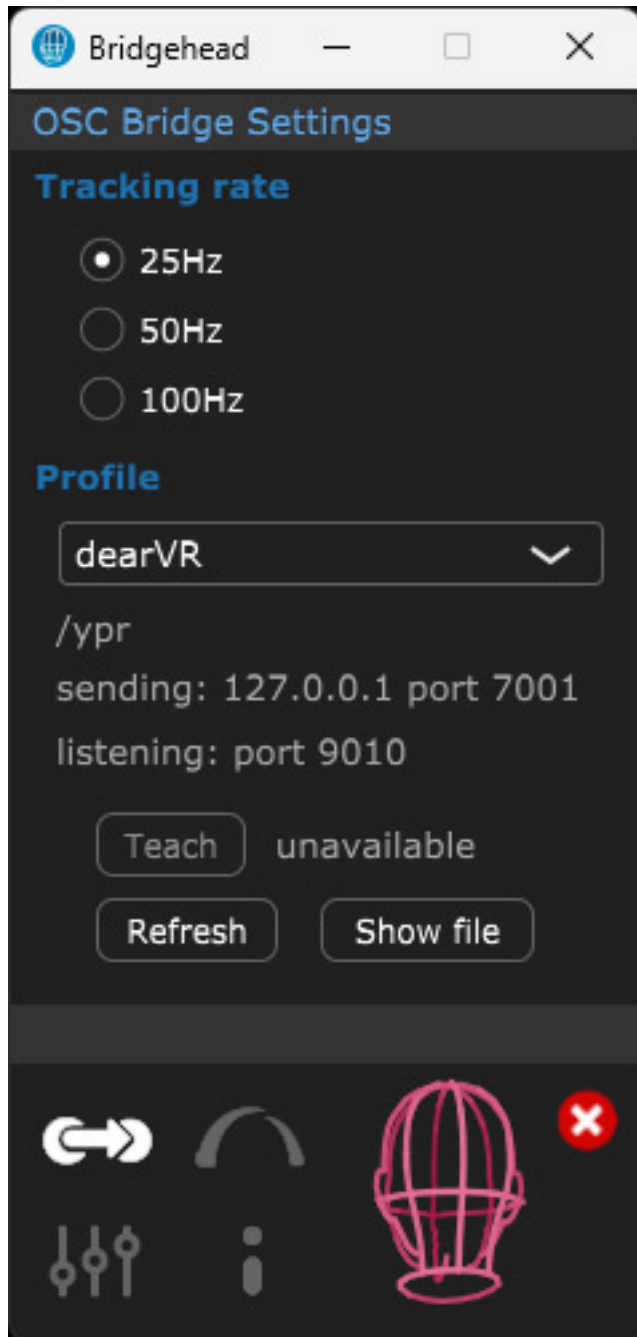 Bridgehead
OSC Bridge Settings
Tracking rate
25Hz
50Hz
100Hz
Profile
dearVR
/ypr
sending: 127.0.0.1 port 7001
listening: port 9010
Teach unavailable
Refresh Show file